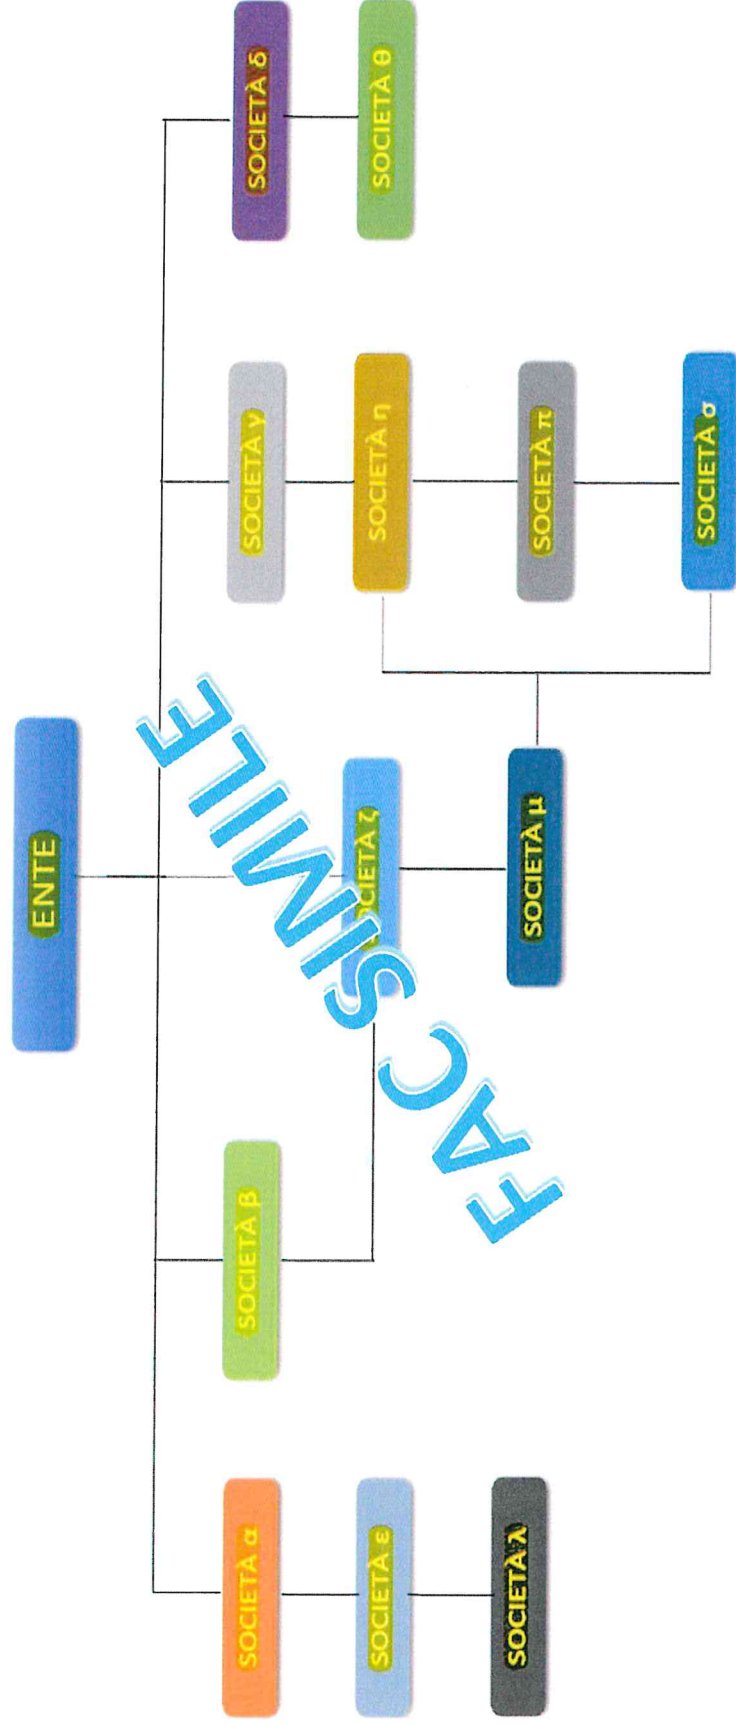 ENTE
SOCIETÀ α
SOCIETÀ β
SOCIETÀ γ
SOCIETÀ δ
SOCIETÀ ε
SOCIETÀ ζ
SOCIETÀ η
SOCIETÀ θ
SOCIETÀ λ
SOCIETÀ μ
SOCIETÀ π
SOCIETÀ σ
FAC SIMILE